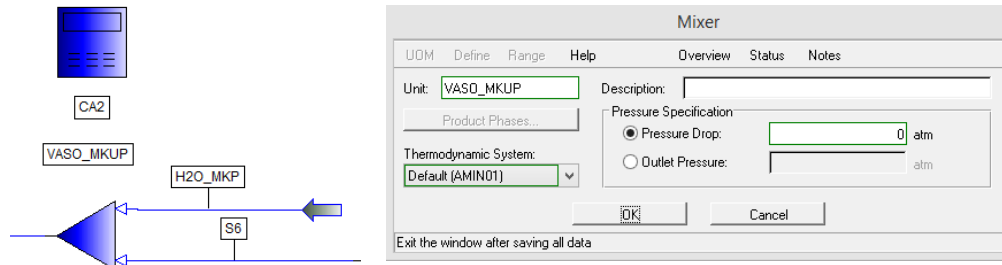 CA2
VASO_MKUP
H2O_MKP
S6
Mixer
UOM Define Range Help Overview Status Notes
Unit: VASO_MKUP Description:
Product Phases...
Pressure Specification
Pressure Drop: 0 atm
Thermodynamic System:
Default (AMIN01)
Outlet Pressure: atm
OK Cancel
Exit the window after saving all data